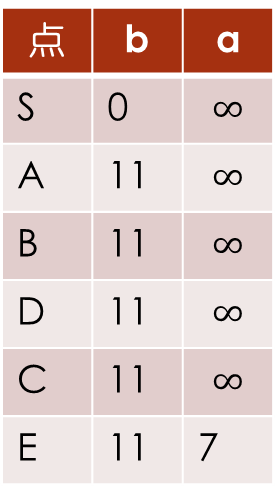 点 b a
S 0 ∞
A 11 ∞
B 11 ∞
D 11 ∞
C 11 ∞
E 11 7